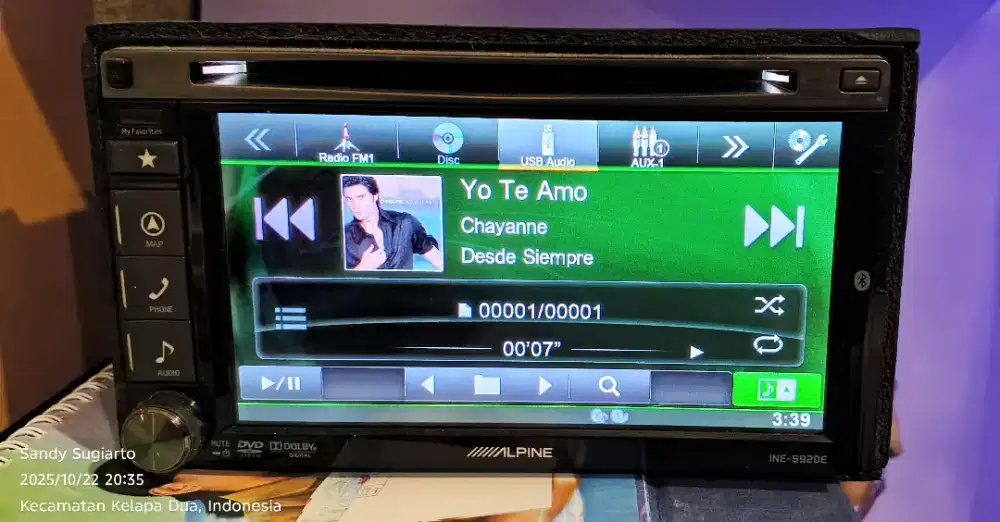 My Favorites
MAP
PHONE
AUDIO
Radio FM1
Disc
USB Audio
AUX-1
1
Yo Te Amo
Chayanne
Desde Siempre
00001/00001
00'07"
3:39
MUTE
DVD
DOLBY
DIGITAL
ALPINE
INE-S920E
Sandy Sugiarto
2025/10/22 20:35
Kecamatan Kelapa Dua, Indonesia